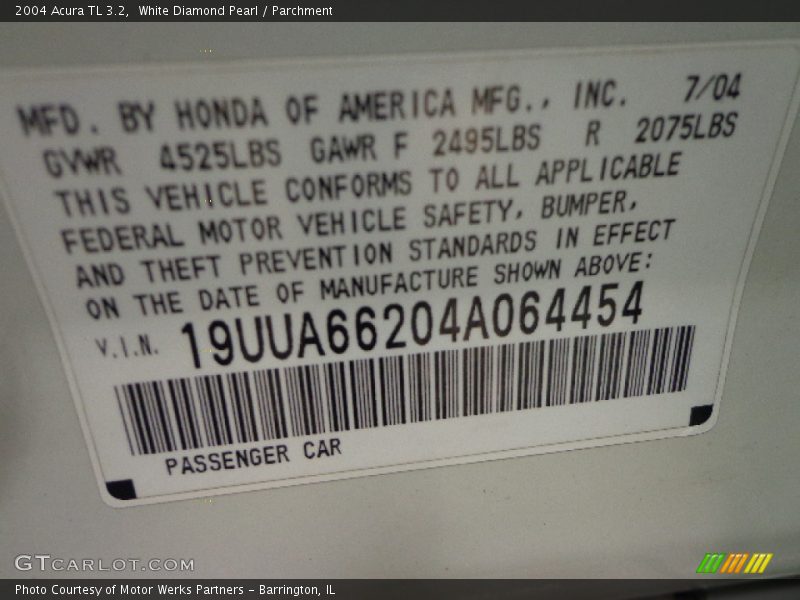 2004 Acura TL 3.2,  White Diamond Pearl / Parchment
MFD. BY HONDA OF AMERICA MFG., INC. 7/04
GVWR 4525LBS GAWR F 2495LBS R 2075LBS
THIS VEHICLE CONFORMS TO ALL APPLICABLE
FEDERAL MOTOR VEHICLE SAFETY, BUMPER,
AND THEFT PREVENTION STANDARDS IN EFFECT
ON THE DATE OF MANUFACTURE SHOWN ABOVE:
V.I.N. 19UUA66204A064454
PASSENGER CAR
GTCARLOT.COM
Photo Courtesy of Motor Werks Partners – Barrington, IL